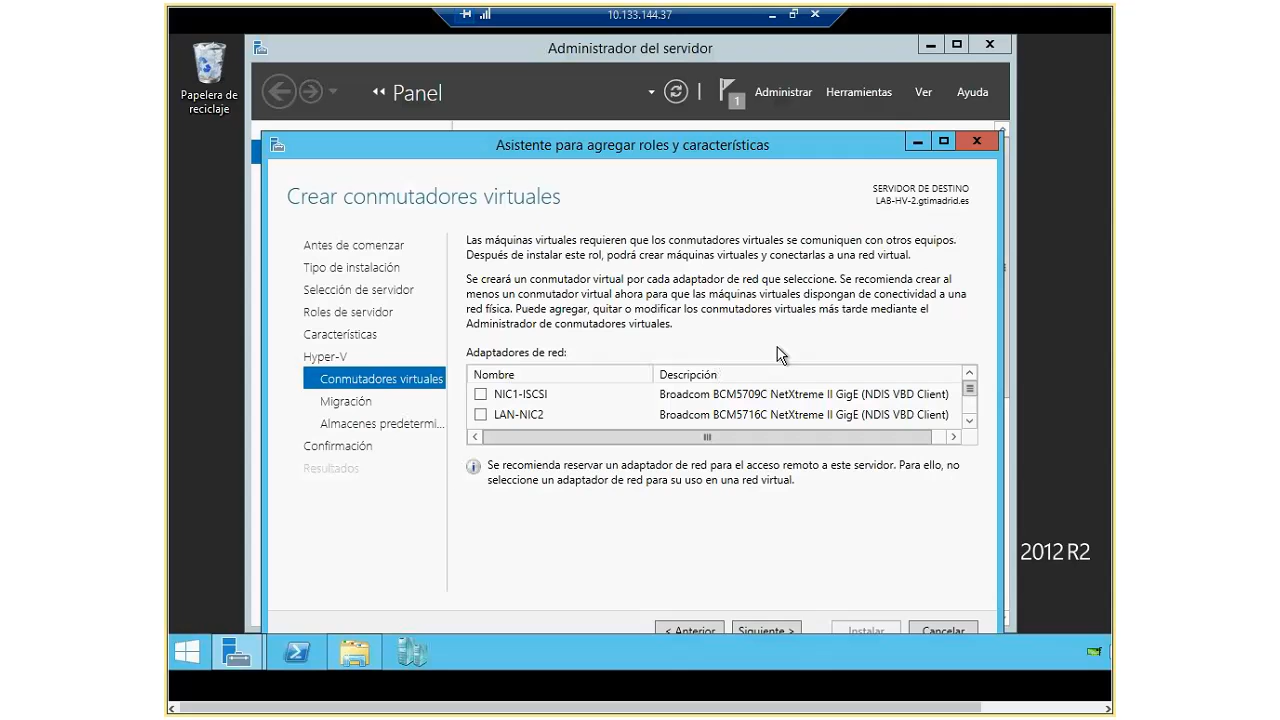 10.133.144.37
Papelera de
reciclaje
Administrador del servidor
Panel
1
Administrar
Herramientas
Ver
Ayuda
Asistente para agregar roles y características
Crear conmutadores virtuales
SERVIDOR DE DESTINO
LAB-HV-2.gtimadrid.es
Antes de comenzar
Tipo de instalación
Selección de servidor
Roles de servidor
Características
Hyper-V
Conmutadores virtuales
Migración
Almacenes predetermi...
Confirmación
Resultados
Las máquinas virtuales requieren que los conmutadores virtuales se comuniquen con otros equipos.
Después de instalar este rol, podrá crear máquinas virtuales y conectarlas a una red virtual.
Se creará un conmutador virtual por cada adaptador de red que seleccione. Se recomienda crear al
menos un conmutador virtual ahora para que las máquinas virtuales dispongan de conectividad a una
red física. Puede agregar, quitar o modificar los conmutadores virtuales más tarde mediante el
Administrador de conmutadores virtuales.
Adaptadores de red:
Nombre Descripción
NIC1-ISCSI Broadcom BCM5709C NetXtreme II GigE (NDIS VBD Client)
LAN-NIC2 Broadcom BCM5716C NetXtreme II GigE (NDIS VBD Client)
Se recomienda reservar un adaptador de red para el acceso remoto a este servidor. Para ello, no
seleccione un adaptador de red para su uso en una red virtual.
< Anterior Siguiente > Instalar Cancelar
2012 R2